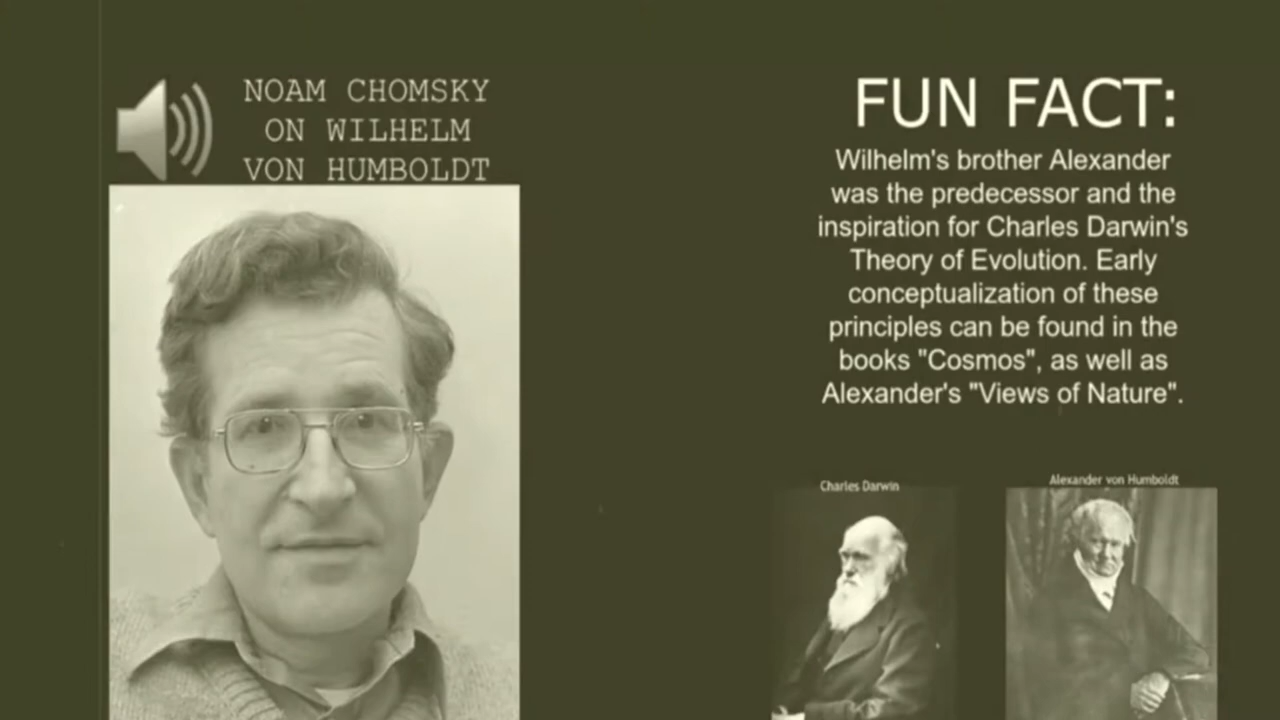 NOAM CHOMSKY
ON WILHELM
VON HUMBOLDT
FUN FACT:
Wilhelm's brother Alexander
was the predecessor and the
inspiration for Charles Darwin's
Theory of Evolution. Early
conceptualization of these
principles can be found in the
books "Cosmos", as well as
Alexander's "Views of Nature".
Charles Darwin
Alexander von Humboldt